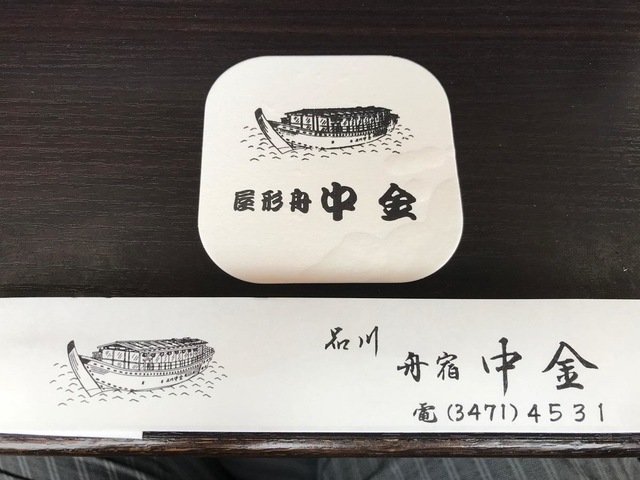 屋形舟 中金
品川
舟宿 中金
電(3471)4531